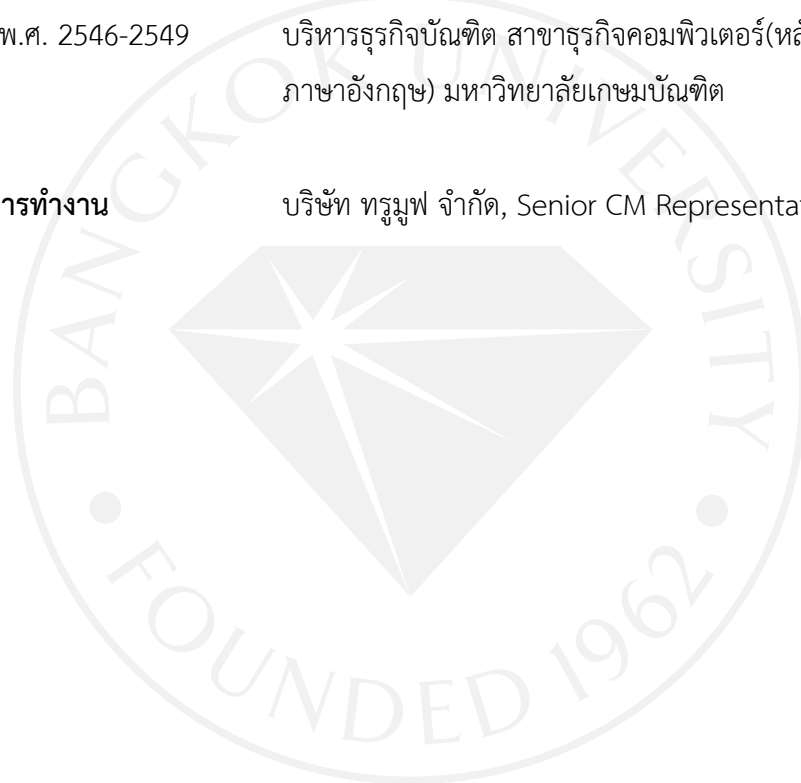 พ.ศ. 2546-2549 บริหารธุรกิจบัณฑิต สาขาธุรกิจคอมพิวเตอร์
ภาษาอังกฤษ) มหาวิทยาลัยเกษมบัณฑิต
การทำงาน บริษัท ทรูมูฟ จำกัด, Senior CM
BANGKOK UNIVERSITY
FOUNDED 1962